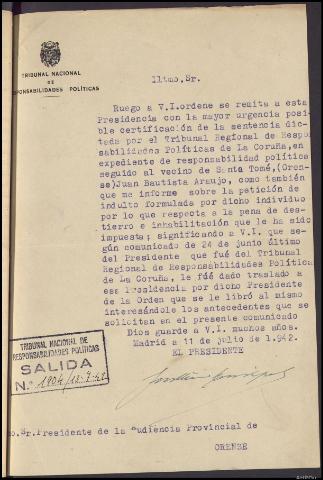 TRIBUNAL NACIONAL
DE
RESPONSABILIDADES POLÍTICAS
Iltmo. Sr.
Ruego a V.I.ordene se remita a esta
Presidencia con la mayor urgencia posi
ble certificación de la sentencia dic-
tada por el Tribunal Regional de Respo
sabilidades Políticas de La Coruña, en
expediente de responsabilidad política
seguido al vecino de Santa Tomé, (Oren-
se) Juan Bautista Araujo, como también
que me informe sobre la petición de
indulto formulada por dicho individuo
por lo que respecta a la pena de des-
tierro e inhabilitación que le ha sido
impuesta; significando a V.I. que se-
gún comunicado de 24 de junio último
del Presidente que fué del Tribunal
Regional de Responsabilidades Política
de La Coruña, le fué dado traslado a
esa Presidencia por dicho Presidente
de la Orden que se le libró al mismo
interesándole los antecedentes que se
solicitan en el presente comunicado
Dios guarde a V.I. muchos años.
Madrid a 11 de julio de 1.942.
EL PRESIDENTE
TRIBUNAL NACIONAL DE
RESPONSABILIDADES POLÍTICAS
SALIDA
N.º 1904
o. Sr. Presidente de la Audiencia Provincial de
ORENSE